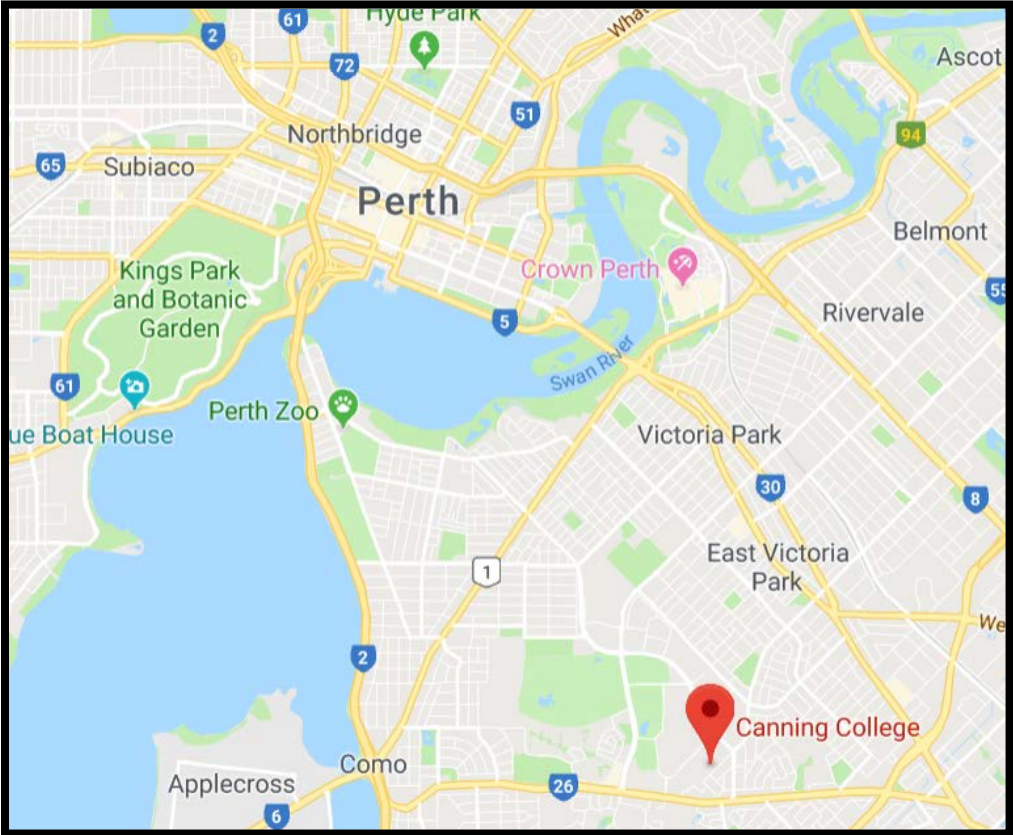 Hyde Park
61
2
72
What
Ascot
51
94
Northbridge
65
Subiaco
Perth
Belmont
Kings Park
and Botanic
Garden
Crown Perth
55
Rivervale
5
Swan River
61
Perth Zoo
ue Boat House
Victoria Park
30
8
East Victoria
Park
1
We
2
Canning College
Como
Applecross
26
6